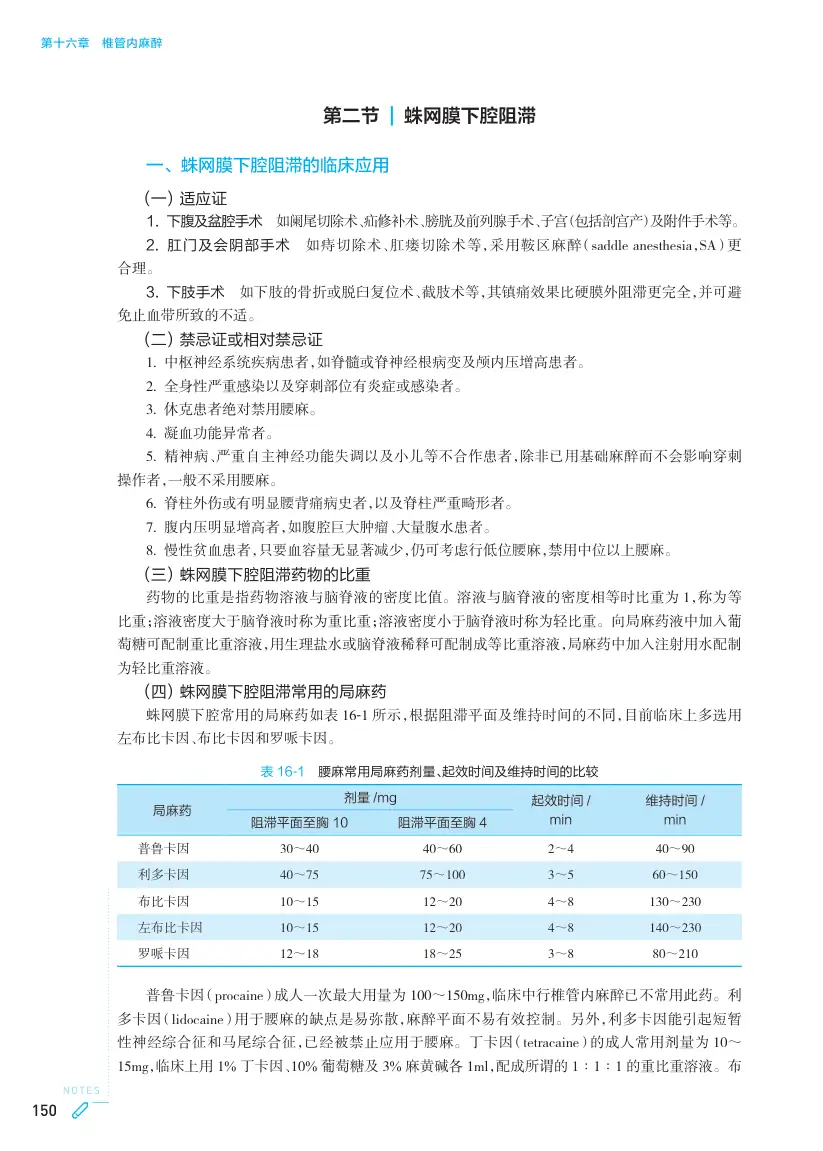 第十六章　椎管内麻醉
第二节 | 蛛网膜下腔阻滞
一、蛛网膜下腔阻滞的临床应用
（一）适应证
1. 下腹及盆腔手术　如阑尾切除术、疝修补术、膀胱及前列腺手术、子宫（包括剖宫产）及附件手术等。
2. 肛门及会阴部手术　如痔切除术、肛瘘切除术等，采用鞍区麻醉（saddle anesthesia，SA）更
合理。
3. 下肢手术　如下肢的骨折或脱臼复位术、截肢术等，其镇痛效果比硬膜外阻滞更完全，并可避
免止血带所致的不适。
（二）禁忌证或相对禁忌证
1. 中枢神经系统疾病患者，如脊髓或脊神经根病变及颅内压增高患者。
2. 全身性严重感染以及穿刺部位有炎症或感染者。
3. 休克患者绝对禁用腰麻。
4. 凝血功能异常者。
5. 精神病、严重自主神经功能失调以及小儿等不合作患者，除非已用基础麻醉而不会影响穿刺
操作者，一般不采用腰麻。
6. 脊柱外伤或有明显腰背痛病史者，以及脊柱严重畸形者。
7. 腹内压明显增高者，如腹腔巨大肿瘤、大量腹水患者。
8. 慢性贫血患者，只要血容量无显著减少，仍可考虑行低位腰麻，禁用中位以上腰麻。
（三）蛛网膜下腔阻滞药物的比重
药物的比重是指药物溶液与脑脊液的密度比值。溶液与脑脊液的密度相等时比重为 1，称为等
比重；溶液密度大于脑脊液时称为重比重；溶液密度小于脑脊液时称为轻比重。向局麻药液中加入葡
萄糖可配制重比重溶液，用生理盐水或脑脊液稀释可配制成等比重溶液，局麻药中加入注射用水配制
为轻比重溶液。
（四）蛛网膜下腔阻滞常用的局麻药
蛛网膜下腔常用的局麻药如表 16-1 所示，根据阻滞平面及维持时间的不同，目前临床上多选用
左布比卡因、布比卡因和罗哌卡因。
表 16-1　腰麻常用局麻药剂量、起效时间及维持时间的比较
局麻药　剂量 /mg　起效时间 /min　维持时间 /min
阻滞平面至胸 10　阻滞平面至胸 4
普鲁卡因　30～40　40～60　2～4　40～90
利多卡因　40～75　75～100　3～5　60～150
布比卡因　10～15　12～20　4～8　130～230
左布比卡因　10～15　12～20　4～8　140～230
罗哌卡因　12～18　18～25　3～8　80～210
普鲁卡因（procaine）成人一次最大用量为 100～150mg，临床中行椎管内麻醉已不常用此药。利
多卡因（lidocaine）用于腰麻的缺点是易弥散，麻醉平面不易有效控制。另外，利多卡因能引起短暂
性神经综合征和马尾综合征，已经被禁止应用于腰麻。丁卡因（tetracaine）的成人常用剂量为 10～
15mg，临床上用 1% 丁卡因、10% 葡萄糖及 3% 麻黄碱各 1ml，配成所谓的 1∶1∶1 的重比重溶液。布
NOTES
150